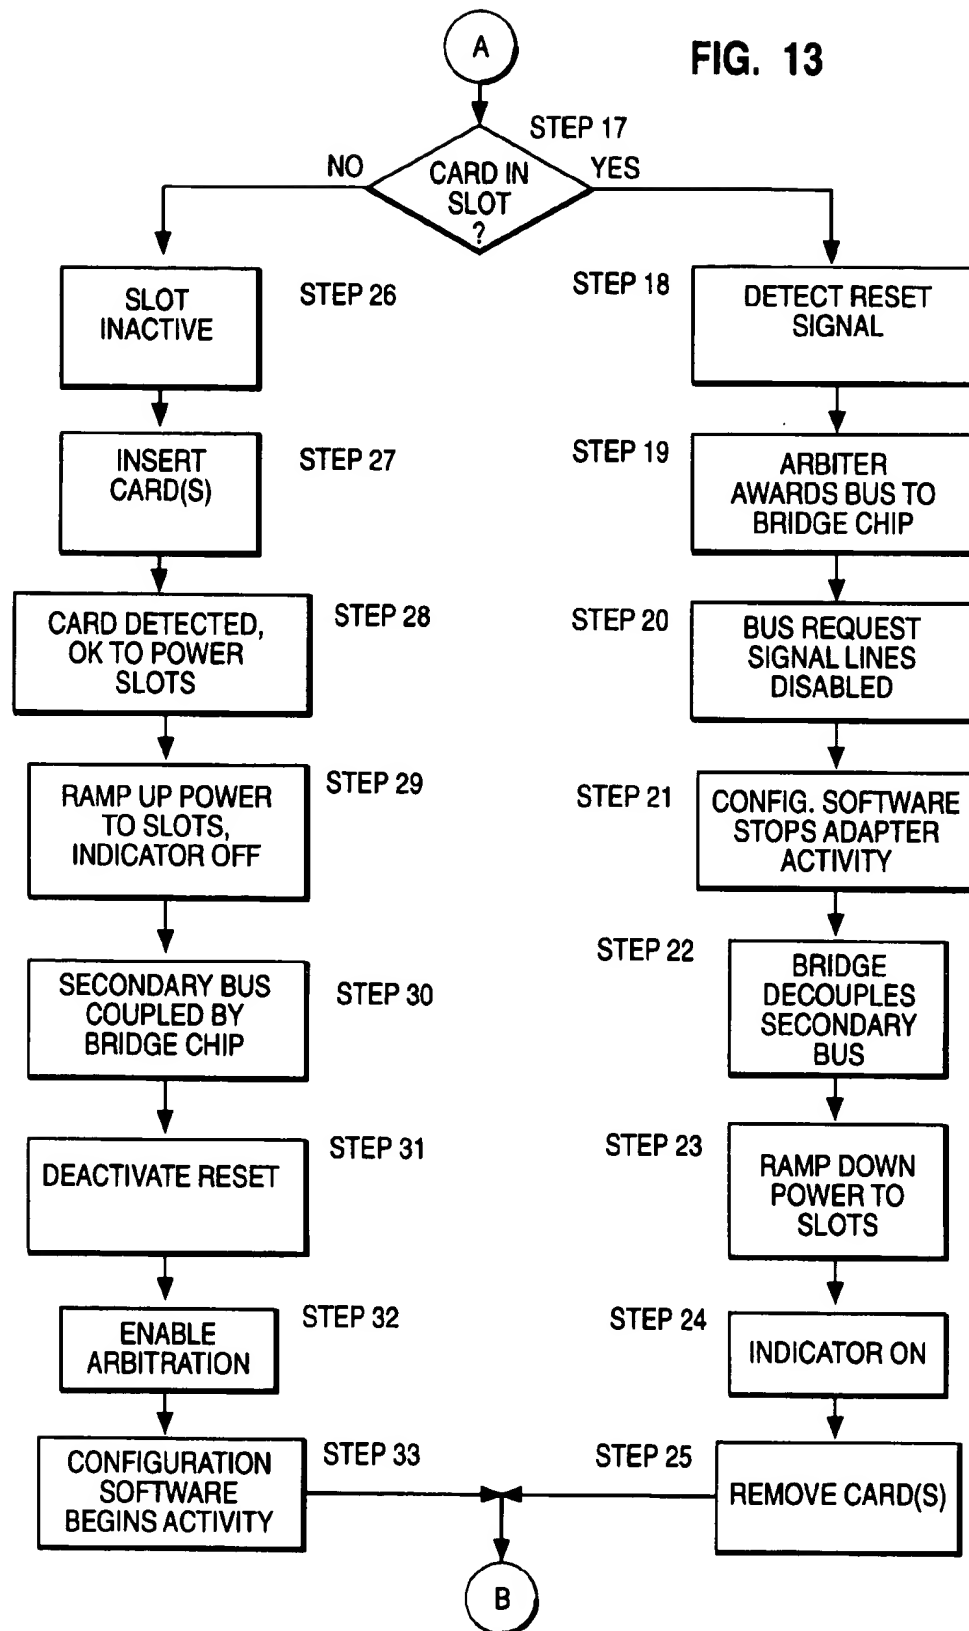 A
FIG. 13
STEP 17
NO
CARD IN
SLOT
?
YES
SLOT
INACTIVE
STEP 26
INSERT
CARD(S)
STEP 27
CARD DETECTED,
OK TO POWER
SLOTS
STEP 28
RAMP UP POWER
TO SLOTS,
INDICATOR OFF
STEP 29
SECONDARY BUS
COUPLED BY
BRIDGE CHIP
STEP 30
DEACTIVATE RESET
STEP 31
ENABLE
ARBITRATION
STEP 32
CONFIGURATION
SOFTWARE
BEGINS ACTIVITY
STEP 33
STEP 18
DETECT RESET
SIGNAL
STEP 19
ARBITER
AWARDS BUS TO
BRIDGE CHIP
STEP 20
BUS REQUEST
SIGNAL LINES
DISABLED
STEP 21
CONFIG. SOFTWARE
STOPS ADAPTER
ACTIVITY
STEP 22
BRIDGE
DECOUPLES
SECONDARY
BUS
STEP 23
RAMP DOWN
POWER TO
SLOTS
STEP 24
INDICATOR ON
STEP 25
REMOVE CARD(S)
B